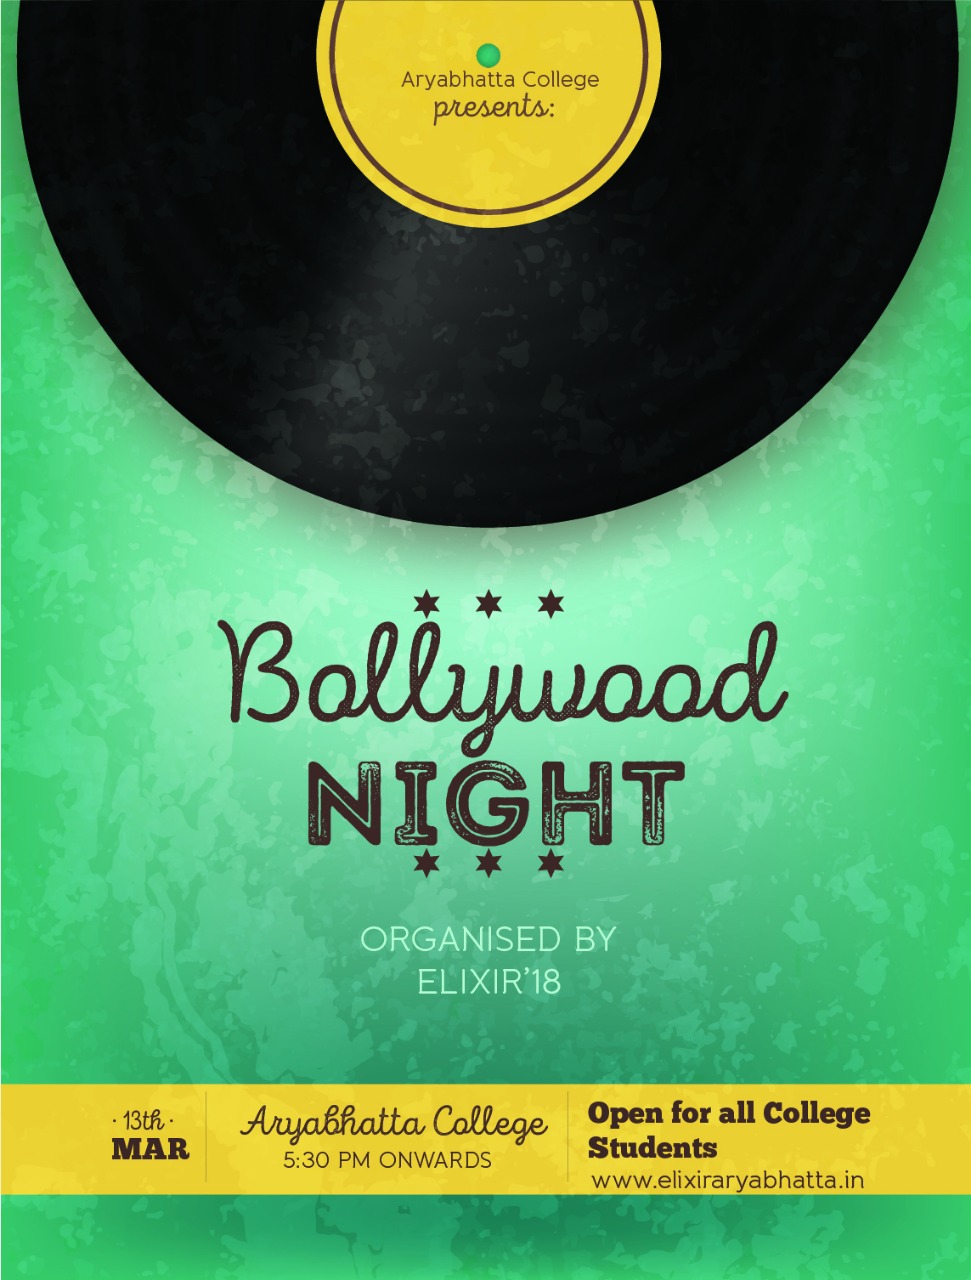 Aryabhatta College
presents:
Bollywood
NIGHT
ORGANISED BY
ELIXIR'18
· 13th ·
MAR
Aryabhatta College
5:30 PM ONWARDS
Open for all College
Students
www.elixiraryabhatta.in